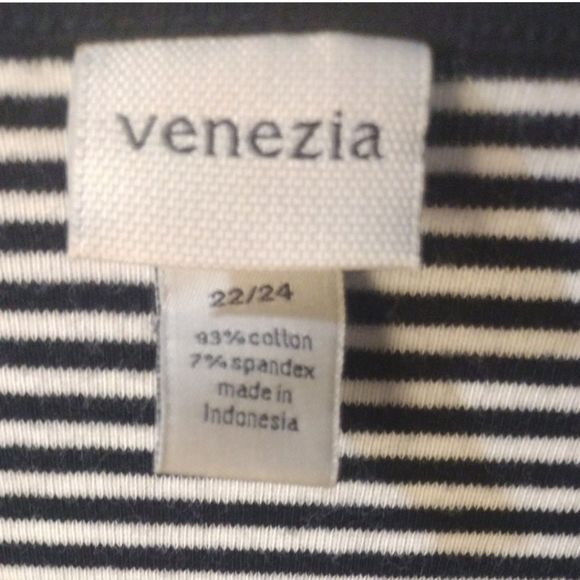 venezia
22/24
93% cotton
7% spandex
made in
Indonesia